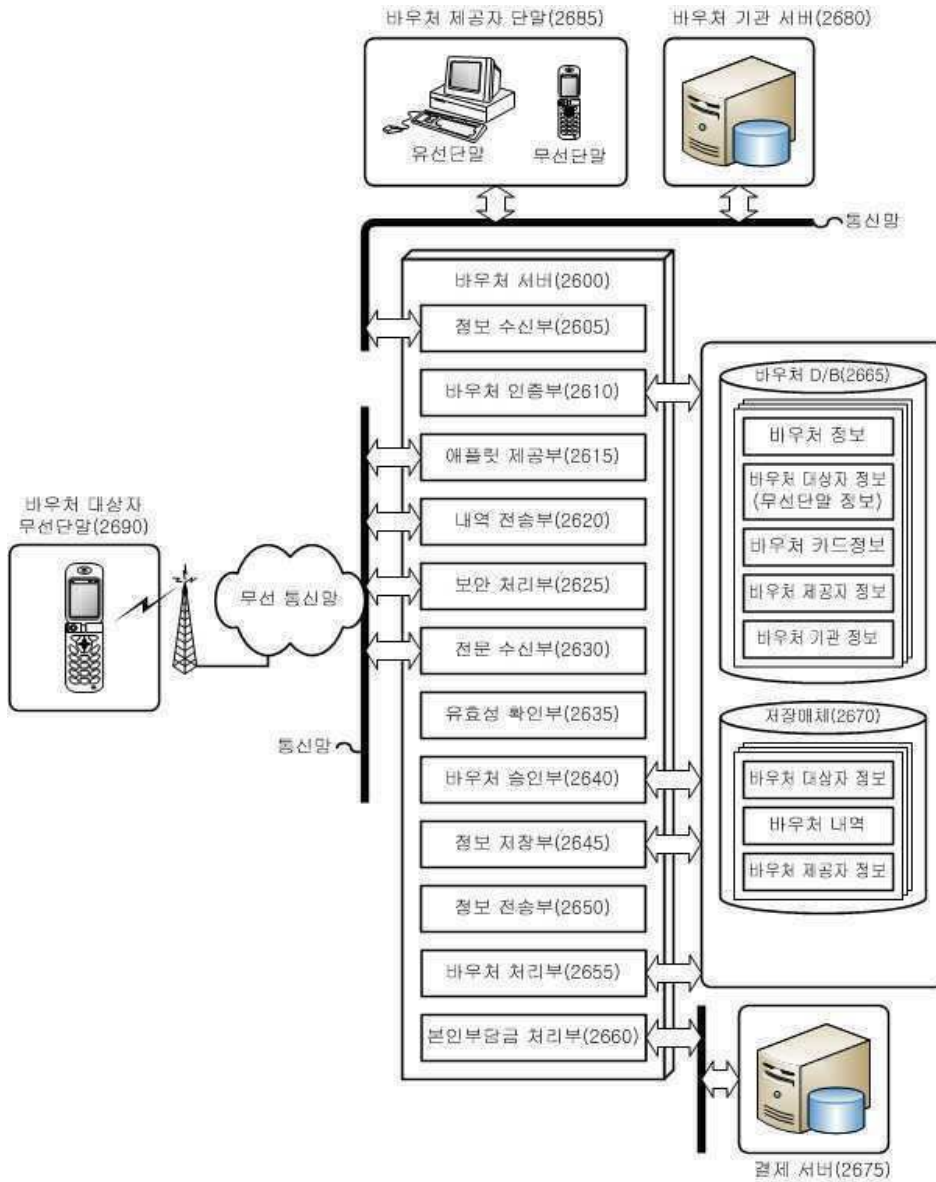 바우처 제공자 단말(2685)
바우처 기관 서버(2680)
유선단말
무선단말
통신망
바우처 서버(2600)
정보 수신부(2605)
바우처 인증부(2610)
애플릿 제공부(2615)
내역 전송부(2620)
보안 처리부(2625)
전문 수신부(2630)
유효성 확인부(2635)
바우처 승인부(2640)
정보 저장부(2645)
정보 전송부(2650)
바우처 처리부(2655)
본인부담금 처리부(2660)
바우처 대상자
무선단말(2690)
무선 통신망
통신망
바우처 D/B(2665)
바우처 정보
바우처 대상자 정보
(무선단말 정보)
바우처 카드정보
바우처 제공자 정보
바우처 기관 정보
저장매체(2670)
바우처 대상자 정보
바우처 내역
바우처 제공자 정보
결제 서버(2675)